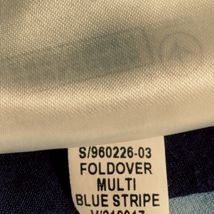 S/960226-03
FOLDOVER
MULTI
BLUE STRIPE